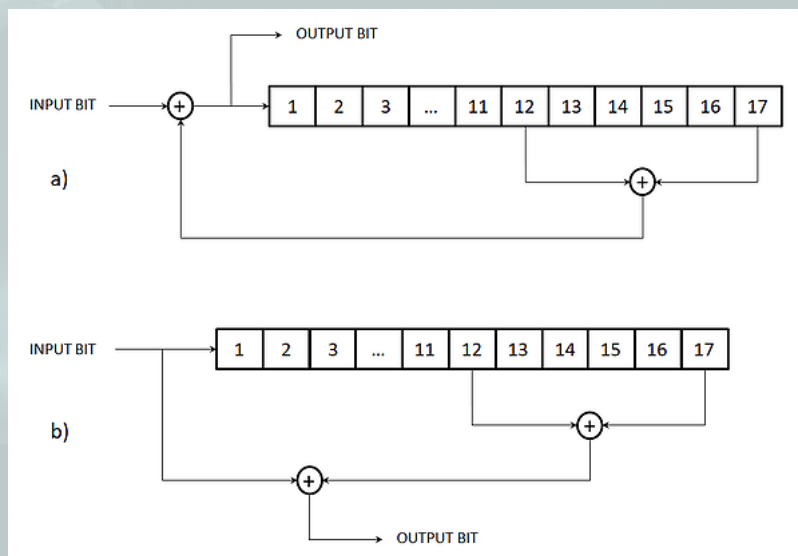 OUTPUT BIT
INPUT BIT + 1 2 3 ... 11 12 13 14 15 16 17
a) +
INPUT BIT 1 2 3 ... 11 12 13 14 15 16 17
b) +
+
OUTPUT BIT